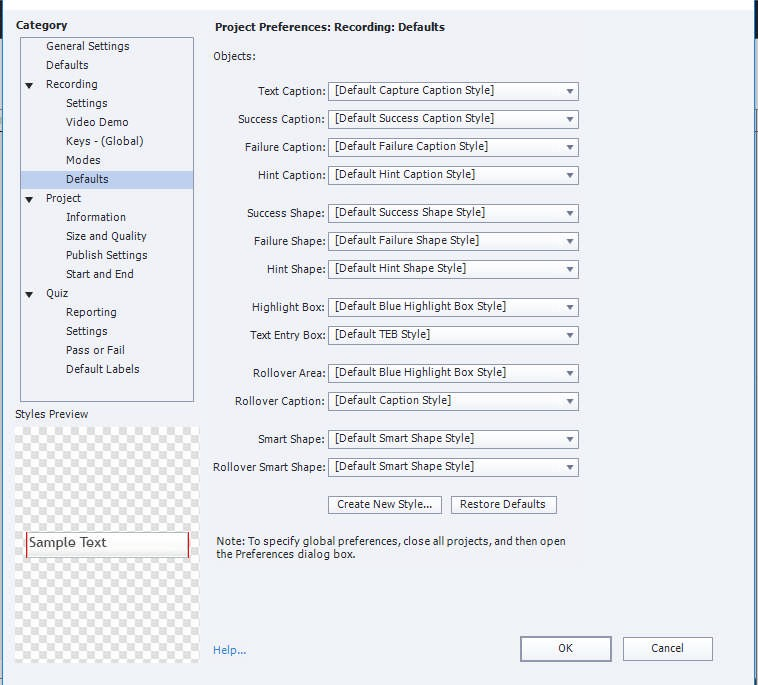 Category
General Settings
Defaults
Recording
Settings
Video Demo
Keys - (Global)
Modes
Defaults
Project
Information
Size and Quality
Publish Settings
Start and End
Quiz
Reporting
Settings
Pass or Fail
Default Labels
Styles Preview
Sample Text
Project Preferences: Recording: Defaults
Objects:
Text Caption: [Default Capture Caption Style]
Success Caption: [Default Success Caption Style]
Failure Caption: [Default Failure Caption Style]
Hint Caption: [Default Hint Caption Style]
Success Shape: [Default Success Shape Style]
Failure Shape: [Default Failure Shape Style]
Hint Shape: [Default Hint Shape Style]
Highlight Box: [Default Blue Highlight Box Style]
Text Entry Box: [Default TEB Style]
Rollover Area: [Default Blue Highlight Box Style]
Rollover Caption: [Default Caption Style]
Smart Shape: [Default Smart Shape Style]
Rollover Smart Shape: [Default Smart Shape Style]
Create New Style... Restore Defaults
Note: To specify global preferences, close all projects, and then open
the Preferences dialog box.
Help... OK Cancel